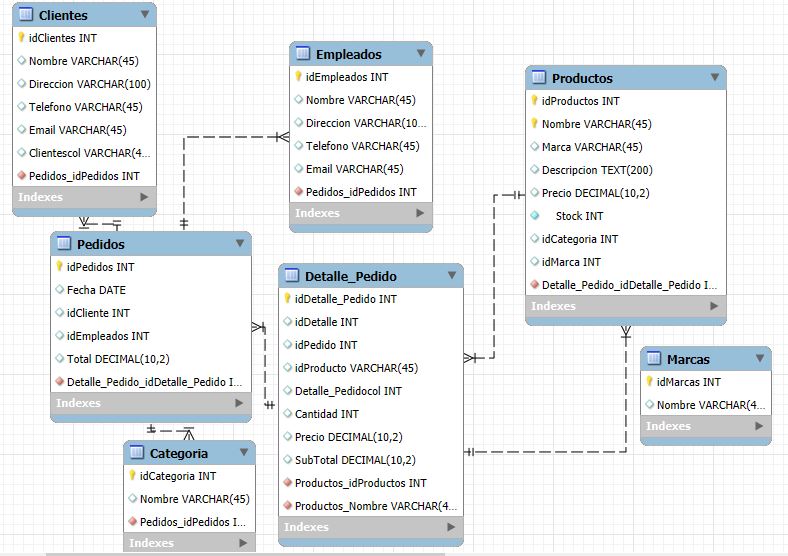 Clientes
idClientes INT
Nombre VARCHAR(45)
Direccion VARCHAR(100)
Telefono VARCHAR(45)
Email VARCHAR(45)
Clientescol VARCHAR(4...
Pedidos_idPedidos INT
Indexes
Empleados
idEmpleados INT
Nombre VARCHAR(45)
Direccion VARCHAR(10...
Telefono VARCHAR(45)
Email VARCHAR(45)
Pedidos_idPedidos INT
Indexes
Productos
idProductos INT
Nombre VARCHAR(45)
Marca VARCHAR(45)
Descripcion TEXT(200)
Precio DECIMAL(10,2)
Stock INT
idCategoria INT
idMarca INT
Detalle_Pedido_idDetalle_Pedido I...
Indexes
Pedidos
idPedidos INT
Fecha DATE
idCliente INT
idEmpleados INT
Total DECIMAL(10,2)
Detalle_Pedido_idDetalle_Pedido I...
Indexes
Detalle_Pedido
idDetalle_Pedido INT
idDetalle INT
idPedido INT
idProducto VARCHAR(45)
Detalle_Pedidocol INT
Cantidad INT
Precio DECIMAL(10,2)
SubTotal DECIMAL(10,2)
Productos_idProductos INT
Productos_Nombre VARCHAR(4...
Indexes
Marcas
idMarcas INT
Nombre VARCHAR(4...
Indexes
Categoria
idCategoria INT
Nombre VARCHAR(45)
Pedidos_idPedidos I...
Indexes